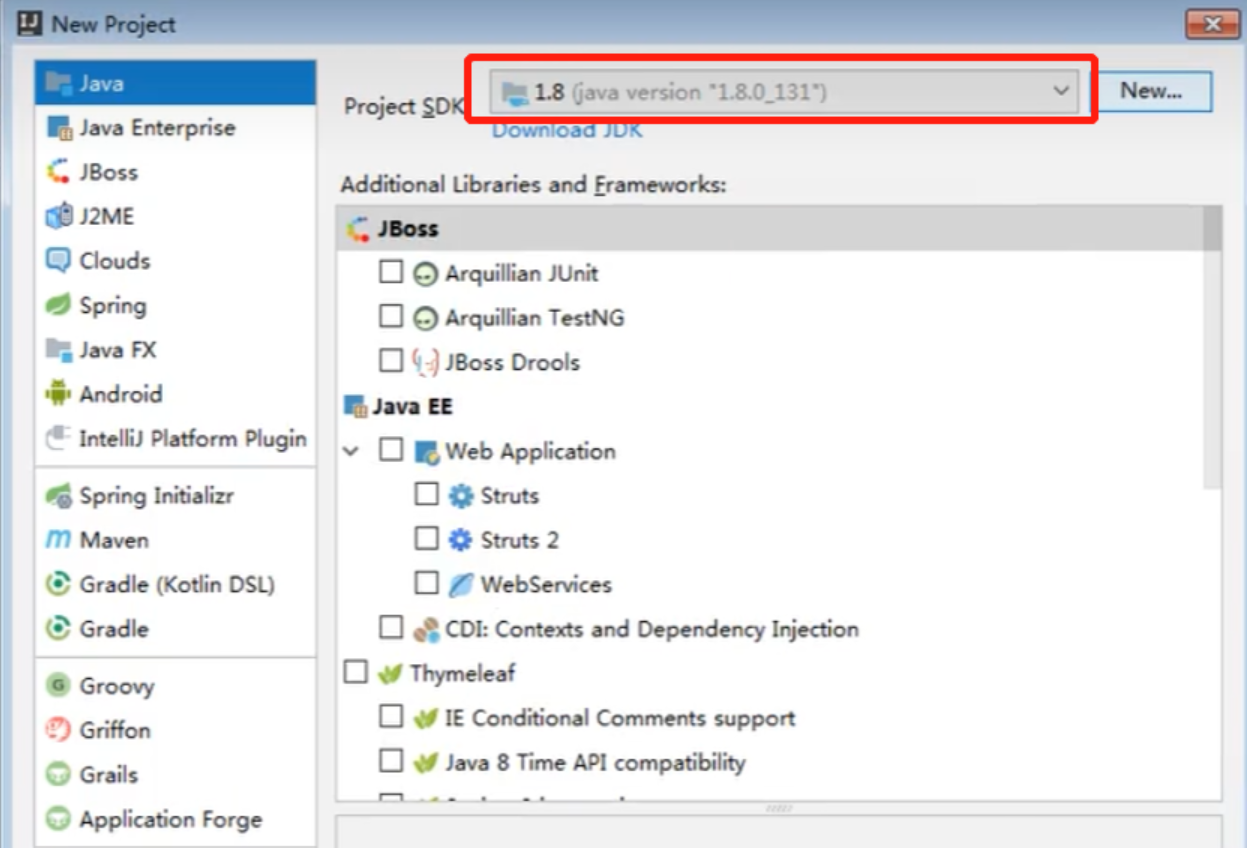 New Project
Java
Java Enterprise
JBoss
J2ME
Clouds
Spring
Java FX
Android
IntelliJ Platform Plugin
Spring Initializr
Maven
Gradle (Kotlin DSL)
Gradle
Groovy
Griffon
Grails
Application Forge
Project SDK
1.8 (java version "1.8.0_131")
New...
Download JDK
Additional Libraries and Frameworks:
JBoss
Arquillian JUnit
Arquillian TestNG
JBoss Drools
Java EE
Web Application
Struts
Struts 2
WebServices
CDI: Contexts and Dependency Injection
Thymeleaf
IE Conditional Comments support
Java 8 Time API compatibility